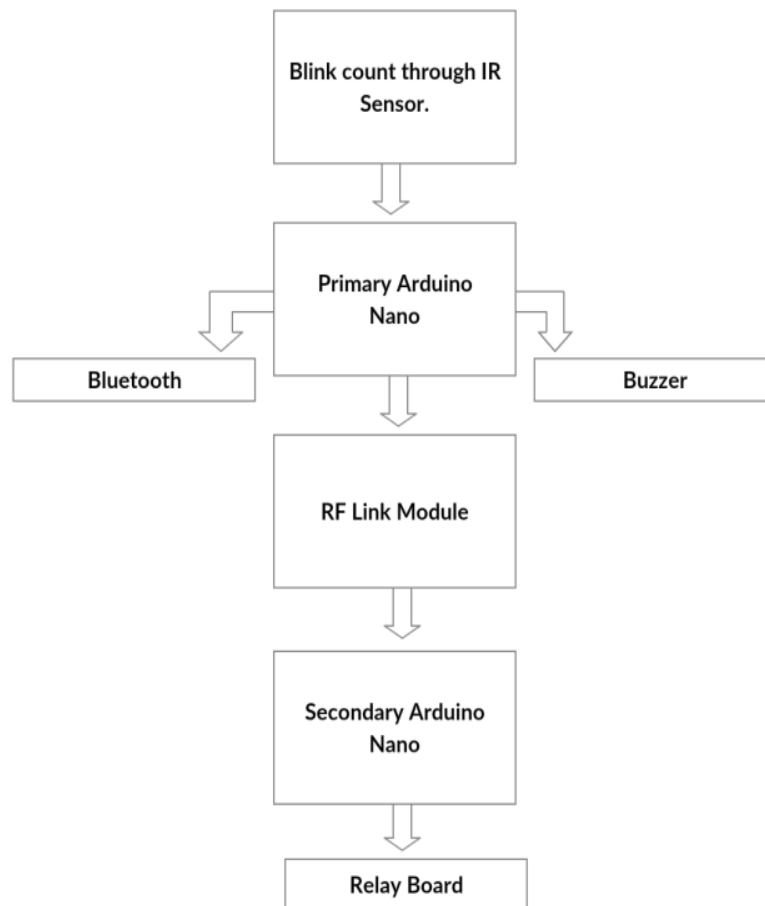 Blink count through IR
Sensor.
Primary Arduino
Nano
Bluetooth
Buzzer
RF Link Module
Secondary Arduino
Nano
Relay Board